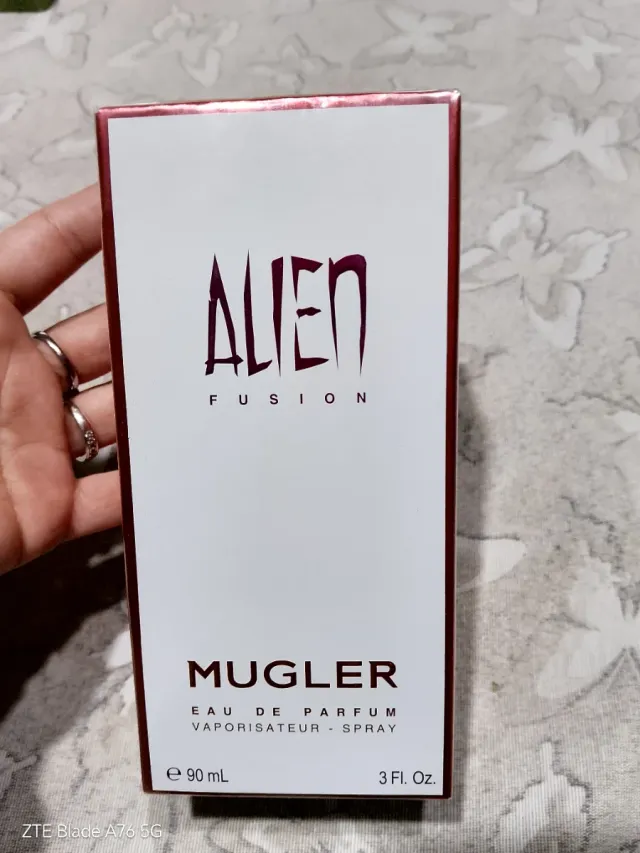 ALIEN
FUSION
MUGLER
EAU DE PARFUM
VAPORISATEUR - SPRAY
℮ 90 mL 3 Fl. Oz.
ZTE Blade A76 5G